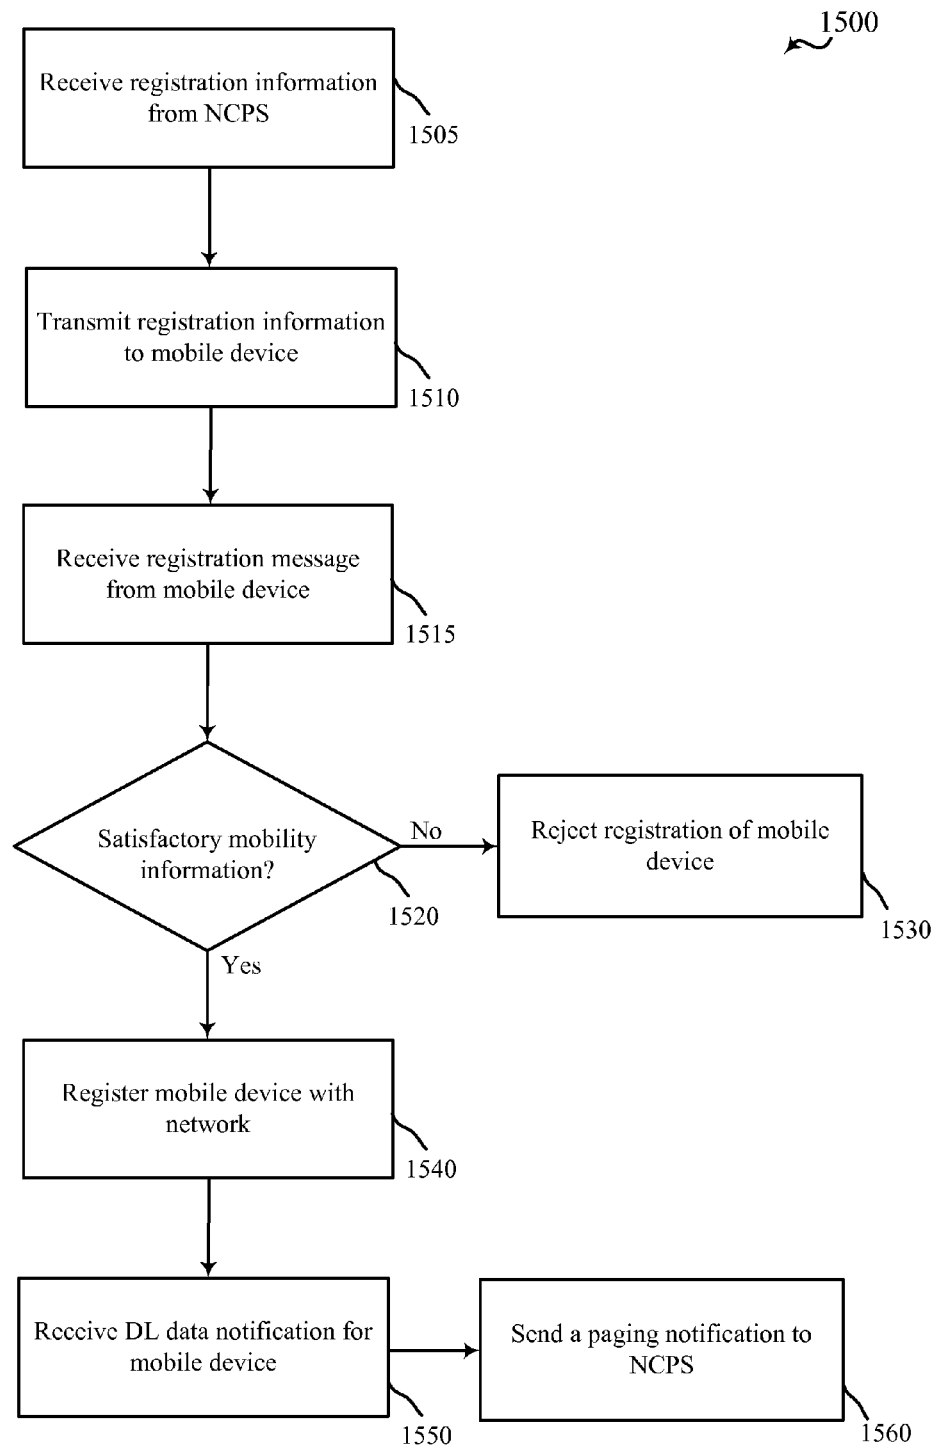 1500
Receive registration information
from NCPS
1505
Transmit registration information
to mobile device
1510
Receive registration message
from mobile device
1515
Satisfactory mobility
information?
1520
No
Reject registration of mobile
device
1530
Yes
Register mobile device with
network
1540
Receive DL data notification for
mobile device
1550
Send a paging notification to
NCPS
1560